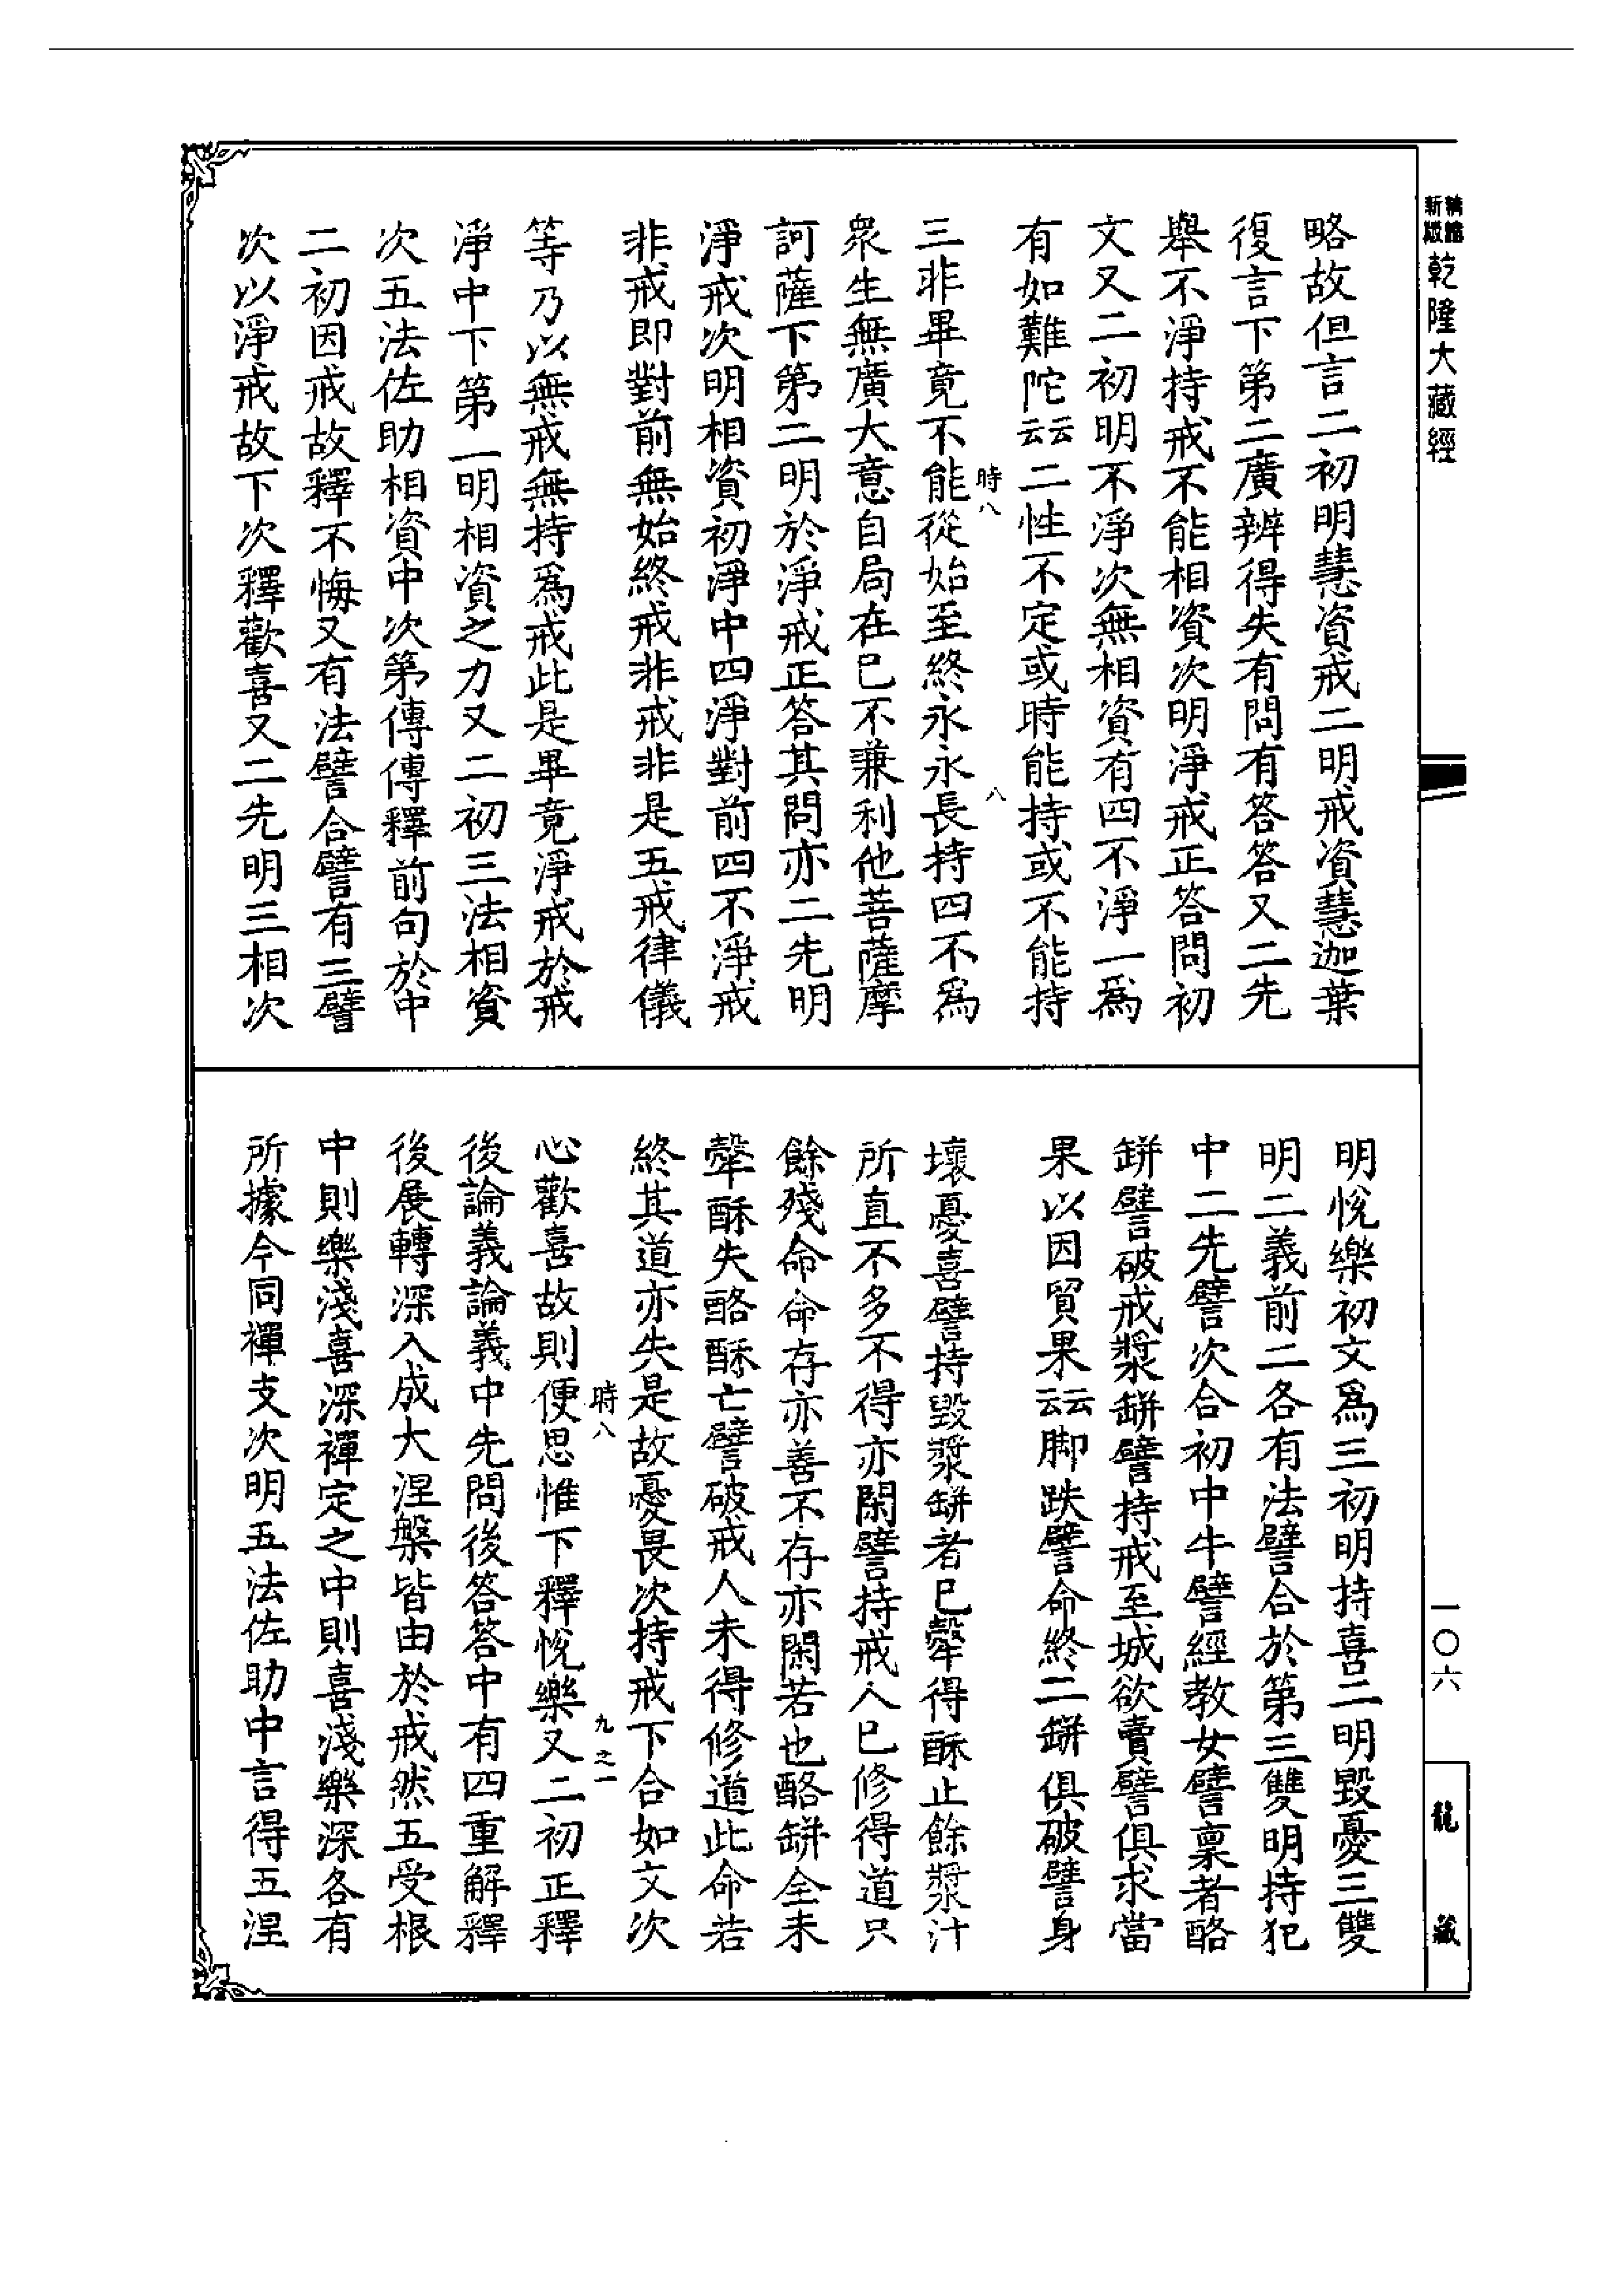 新縮
版諸
乾隆大藏經
略故但言二初明慧資戒二明戒資慧迦葉
復言下第二廣辨得失有問有答答又二先
舉不淨持戒不能相資次明淨戒正答問初
文又二初明不淨次無相資有四不淨一爲
有如難陀云云二性不定或時能持或不能持
時八
八
三非畢竟不能從始至終永永長持四不爲
衆生無廣大意自局在已不兼利他菩薩摩
訶薩下第二明於淨戒正答其問亦二先明
淨戒次明相資初淨中四淨對前四不淨戒
非戒即對前無始終戒非戒非是五戒律儀
等乃以無戒無持爲戒此是畢竟淨戒於戒
淨中下第一明相資之力又二初三法相資
次五法佐助相資中次第傳傳釋前句於中
二初因戒故釋不悔又有法譬合譬有三譬
次以淨戒故下次釋歡喜又二先明三相次
明悅樂初文爲三初明持喜二明毀憂三雙
明二義前二各有法譬合於第三雙明持犯
中二先譬次合初中牛譬經教女譬稟者酪
缾譬破戒漿缾譬持戒至城欲賣譬俱求當
果以因貿果云云脚跌譬命終二缾俱破譬身
壞憂喜譬持毀漿缾者已㲉得酥止餘漿汁
所直不多不得亦閑譬持戒人已修得道只
餘殘命命存亦善不存亦閑若也酪缾全未
㲉酥失酪酥亡譬破戒人未得修道此命若
終其道亦失是故憂畏次持戒下合如文次
時八
九之一
心歡喜故則便思惟下釋悅樂又二初正釋
後論義論義中先問後答答中有四重解釋
後展轉深入成大涅槃皆由於戒然五受根
中則樂淺喜深禪定之中則喜淺樂深各有
所據今同禪支次明五法佐助中言得五涅
一〇六
龍藏